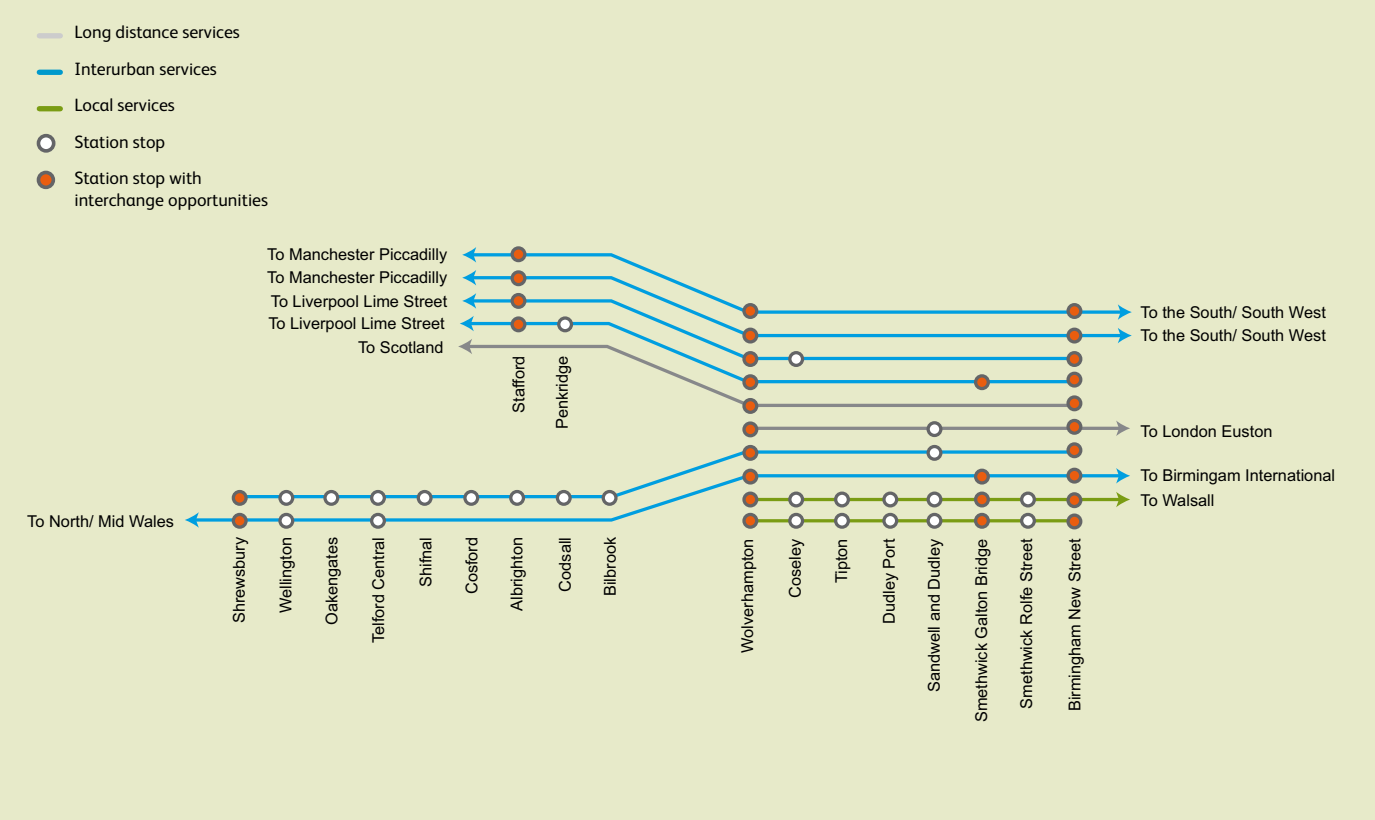 Long distance services
Interurban services
Local services
Station stop
Station stop with
interchange opportunities
To Manchester Piccadilly
To Manchester Piccadilly
To Liverpool Lime Street
To Liverpool Lime Street
To Scotland
Stafford
Penkridge
To the South/ South West
To the South/ South West
To London Euston
To Birmingam International
To Walsall
To North/ Mid Wales
Shrewsbury
Wellington
Oakengates
Telford Central
Shifnal
Cosford
Albrighton
Codsall
Bilbrook
Wolverhampton
Coseley
Tipton
Dudley Port
Sandwell and Dudley
Smethwick Galton Bridge
Smethwick Rolfe Street
Birmingham New Street